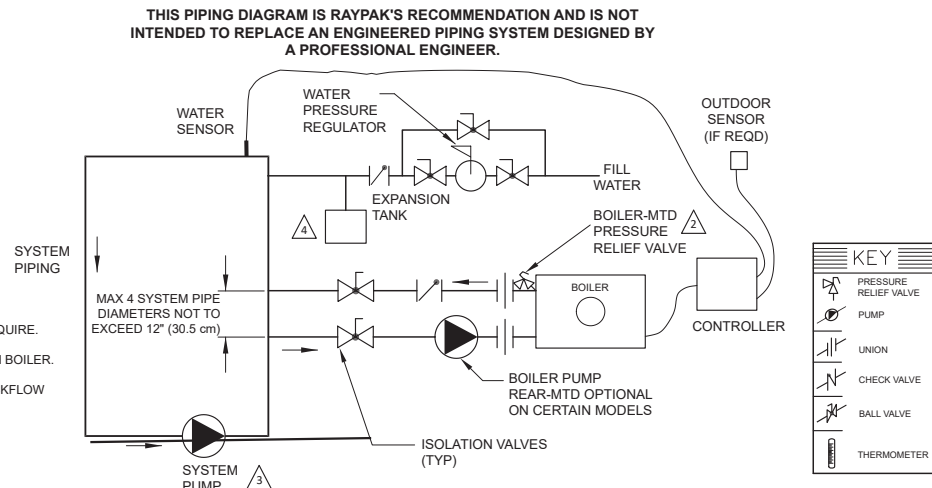 THIS PIPING DIAGRAM IS RAYPAK'S RECOMMENDATION AND IS NOT
INTENDED TO REPLACE AN ENGINEERED PIPING SYSTEM DESIGNED BY
A PROFESSIONAL ENGINEER.
WATER
SENSOR
WATER
PRESSURE
REGULATOR
OUTDOOR
SENSOR
(IF REQD)
FILL
WATER
EXPANSION
TANK
4
BOILER-MTD
PRESSURE
RELIEF VALVE
2
SYSTEM
PIPING
MAX 4 SYSTEM PIPE
DIAMETERS NOT TO
EXCEED 12" (30.5 cm)
BOILER
CONTROLLER
QUIRE.
BOILER.
KFLOW
BOILER PUMP
REAR-MTD OPTIONAL
ON CERTAIN MODELS
ISOLATION VALVES
(TYP)
SYSTEM
PUMP
3
KEY
PRESSURE
RELIEF VALVE
PUMP
UNION
CHECK VALVE
BALL VALVE
THERMOMETER